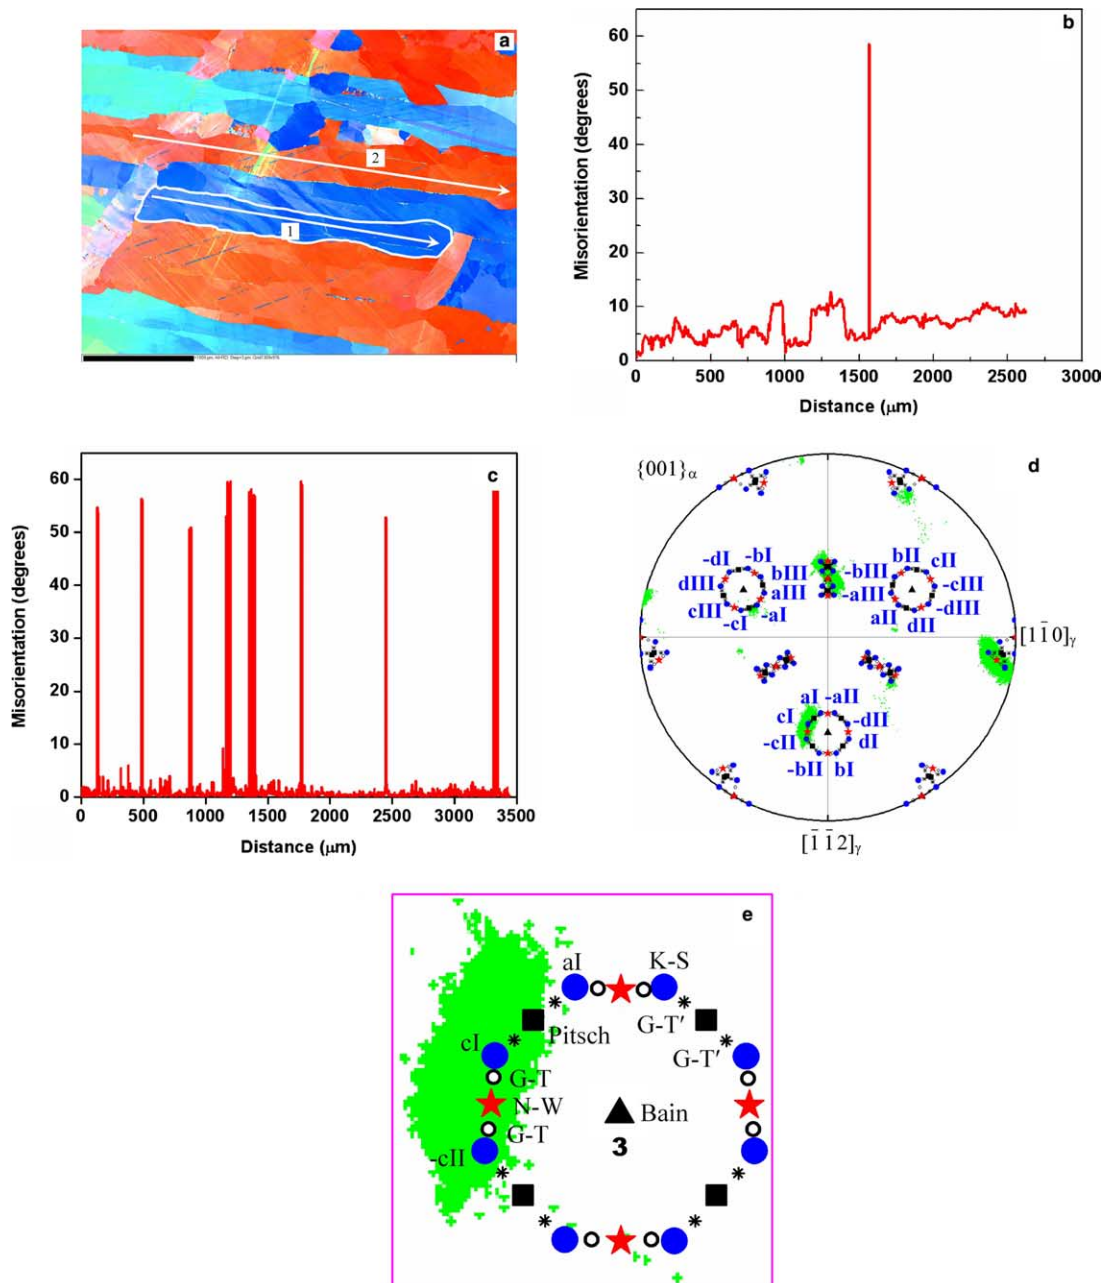 a
2
1
b
60
50
40
30
20
10
0
Misorientation (degrees)
0 500 1000 1500 2000 2500 3000
Distance (μm)
c
60
50
40
30
20
10
0
Misorientation (degrees)
0 500 1000 1500 2000 2500 3000 3500
Distance (μm)
d
{001}α
-dI -bI
dIII bIII
aIII
cIII -aI
-cI
bII cII
-bIII -cIII
-aIII -dIII
aII dII
[11̅0]γ
aI -aII
cI -dII
-cII dI
-bII bI
[1̅1̅2]γ
e
aI K-S
G-T′
Pitsch
cI G-T′
G-T
N-W Bain
G-T 3
-cII